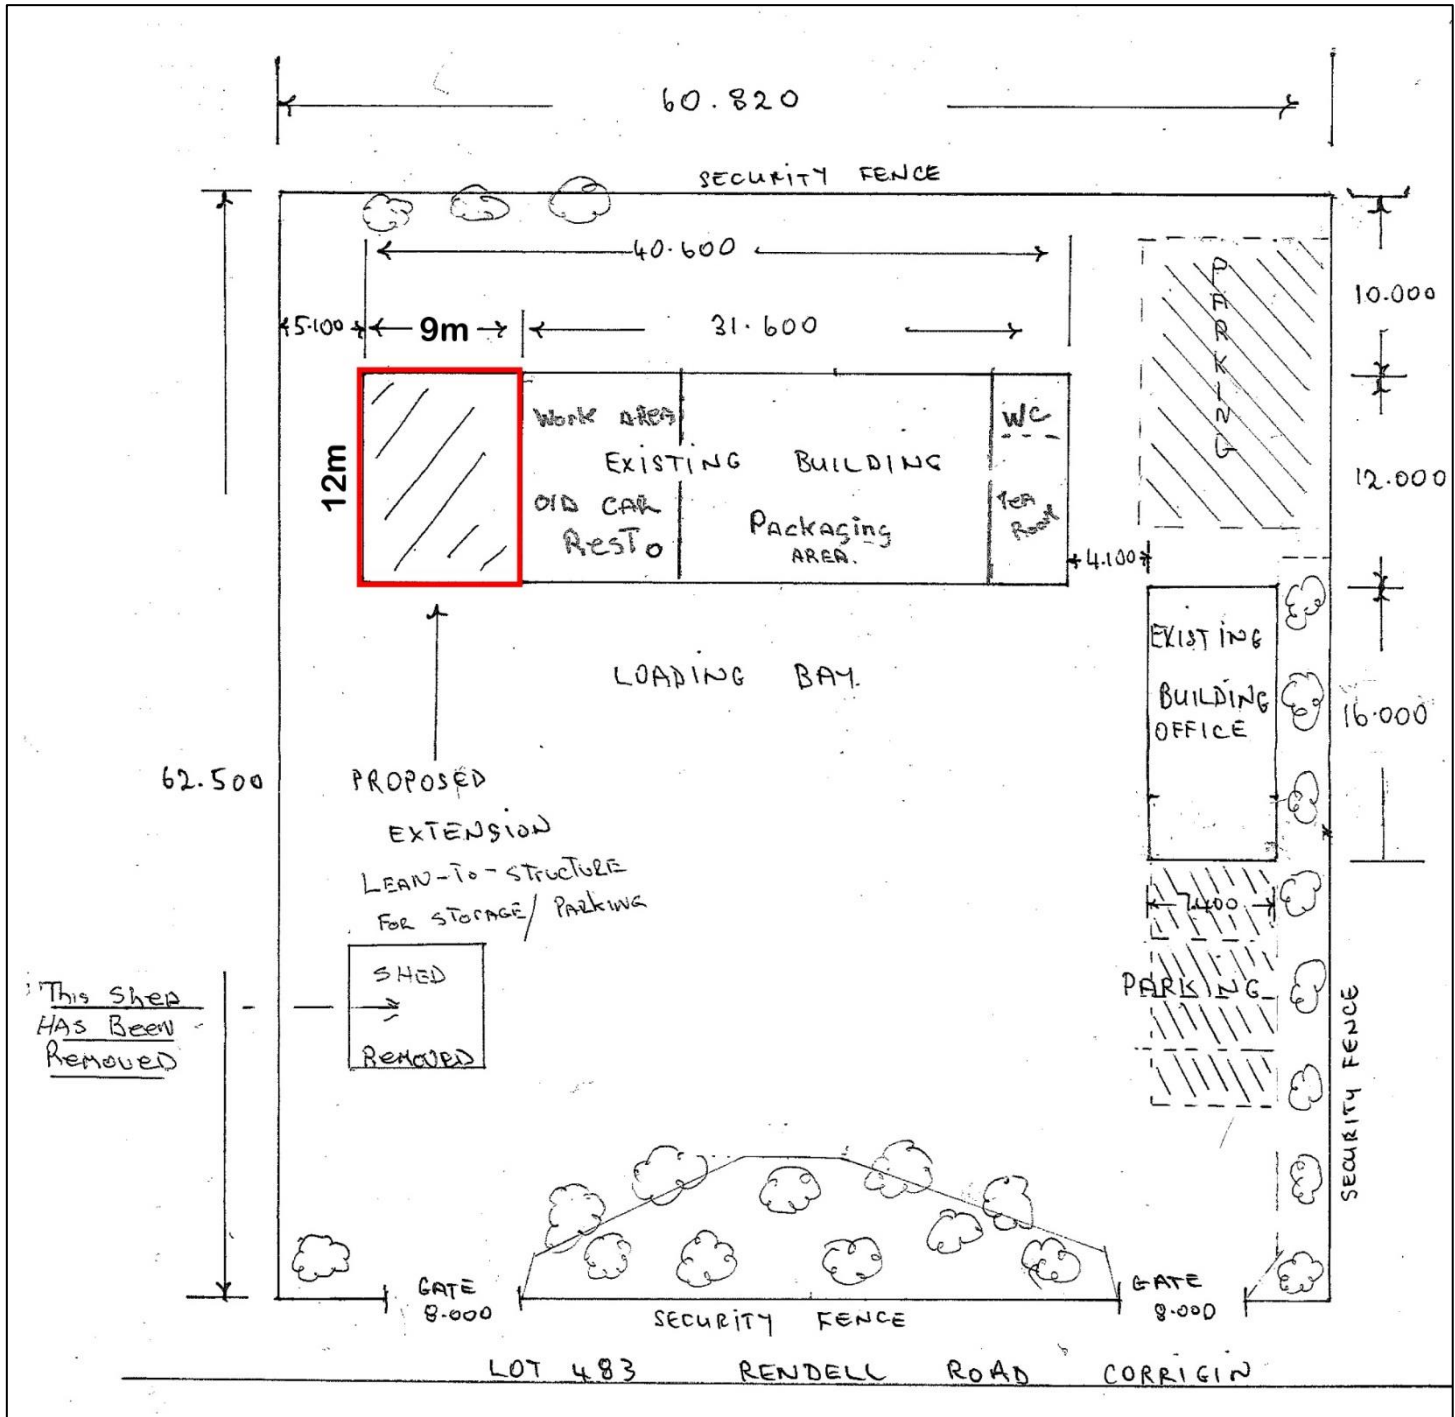 60.820
SECURITY FENCE
40.600
5.100
9m
31.600
10.000
PARKING
12m
WORK AREA
WC
EXISTING BUILDING
12.000
OLD CAR
RESTO
PACKAGING
AREA.
TEA
ROOM
4.100
EXISTING
BUILDING
OFFICE
LOADING BAY.
16.000
62.500
PROPOSED
EXTENSION
LEAN-TO-STRUCTURE
FOR STORAGE/PARKING
7.400
SHED
REMOVED
This Shed
HAS Been
REMOVED
PARKING
SECURITY FENCE
GATE
8.000
SECURITY FENCE
GATE
8.000
LOT 483 RENDELL ROAD CORRIGIN